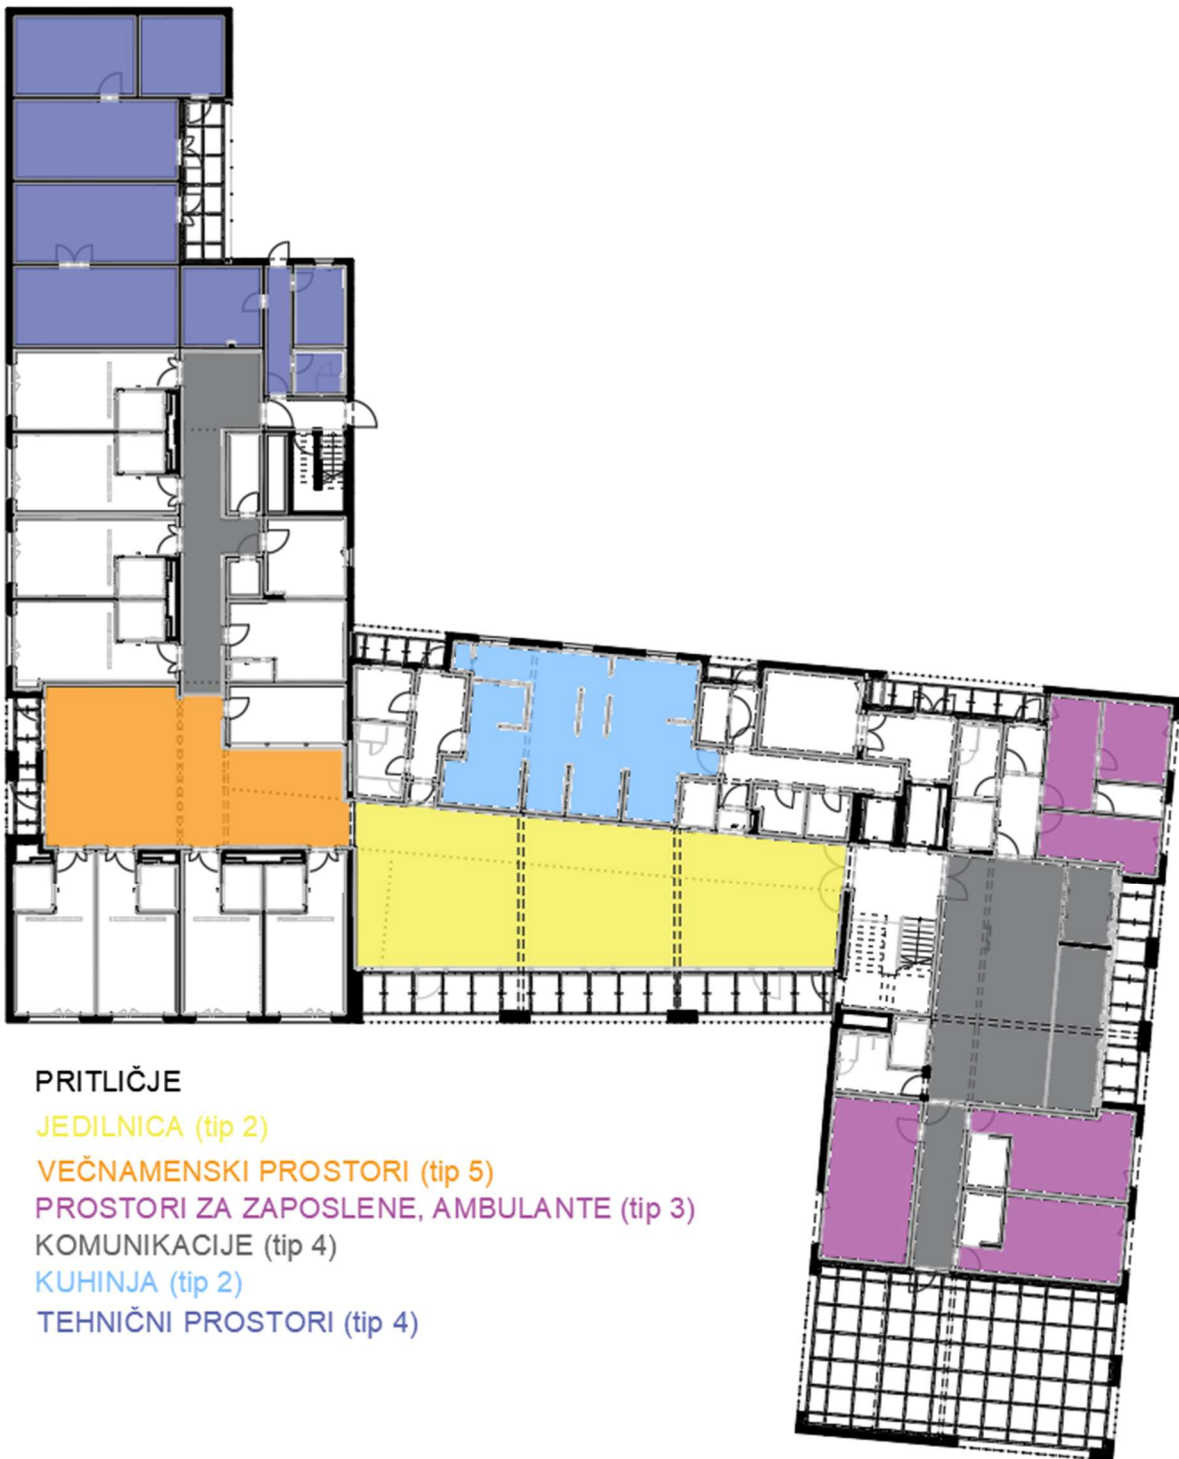 PRITLIČJE
JEDILNICA (tip 2)
VEČNAMENSKI PROSTORI (tip 5)
PROSTORI ZA ZAPOSLENE, AMBULANTE (tip 3)
KOMUNIKACIJE (tip 4)
KUHINJA (tip 2)
TEHNIČNI PROSTORI (tip 4)